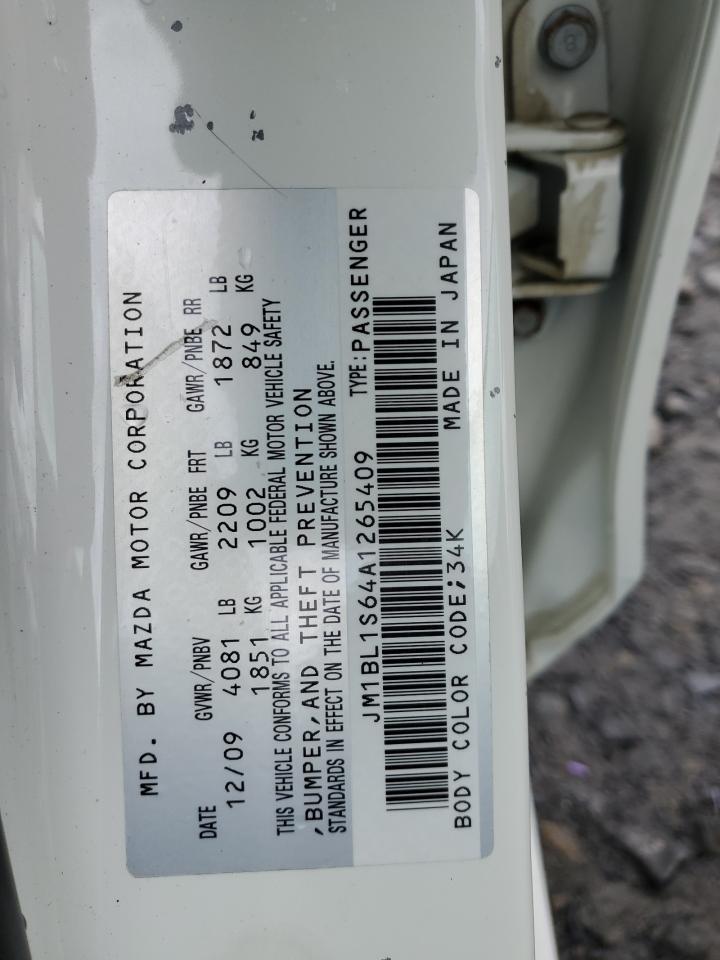 MFD. BY MAZDA MOTOR CORPORATION
DATE GVWR/PNBV GAWR/PNBE FRT GAWR/PNBE RR
12/09 4081 LB 2209 LB 1872 LB
1851 KG 1002 KG 849 KG
THIS VEHICLE CONFORMS TO ALL APPLICABLE FEDERAL MOTOR VEHICLE SAFETY
,BUMPER,AND THEFT PREVENTION
STANDARDS IN EFFECT ON THE DATE OF MANUFACTURE SHOWN ABOVE.
JM1BL1S64A1265409 TYPE:PASSENGER
BODY COLOR CODE;34K MADE IN JAPAN
8